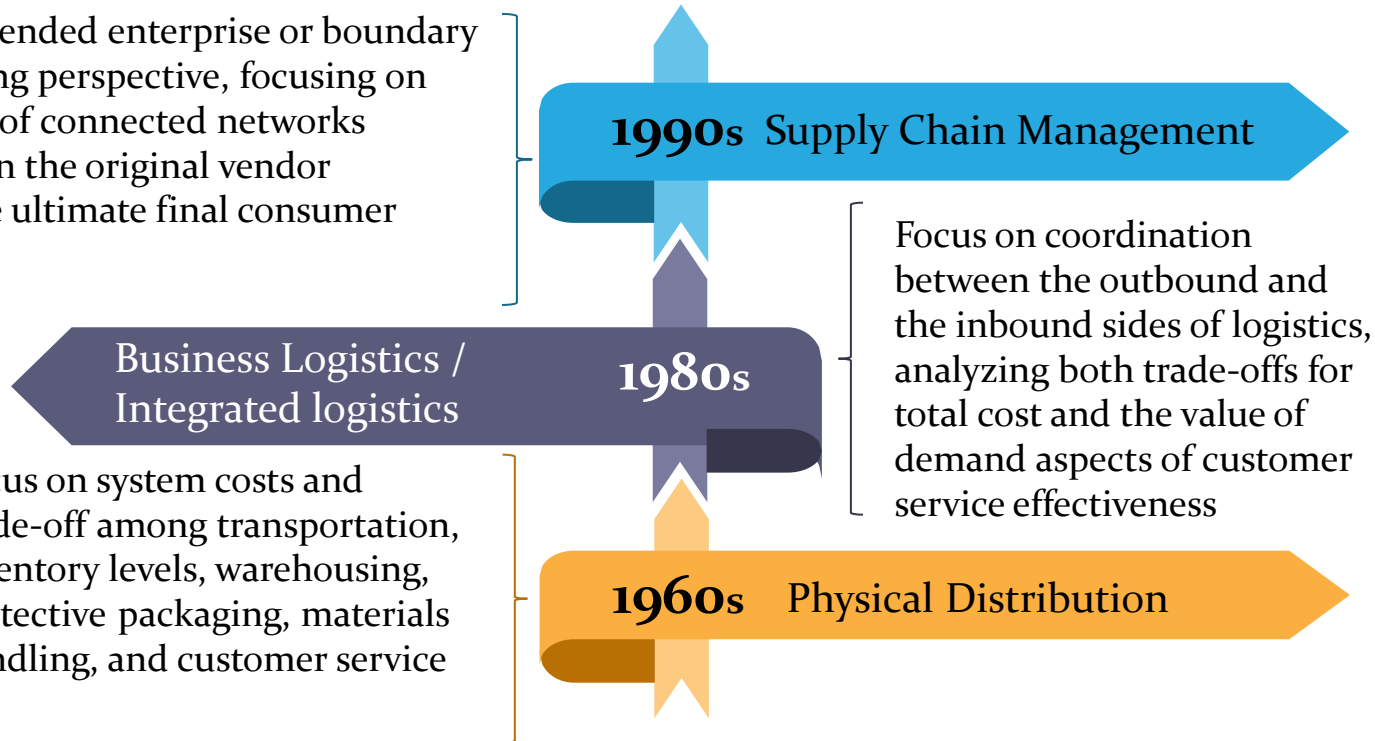 ended enterprise or boundary
ng perspective, focusing on
of connected networks
n the original vendor
e ultimate final consumer
1990s Supply Chain Management
Focus on coordination
between the outbound and
the inbound sides of logistics,
analyzing both trade-offs for
total cost and the value of
demand aspects of customer
service effectiveness
Business Logistics /
Integrated logistics
1980s
cus on system costs and
de-off among transportation,
entory levels, warehousing,
tective packaging, materials
ndling, and customer service
1960s Physical Distribution